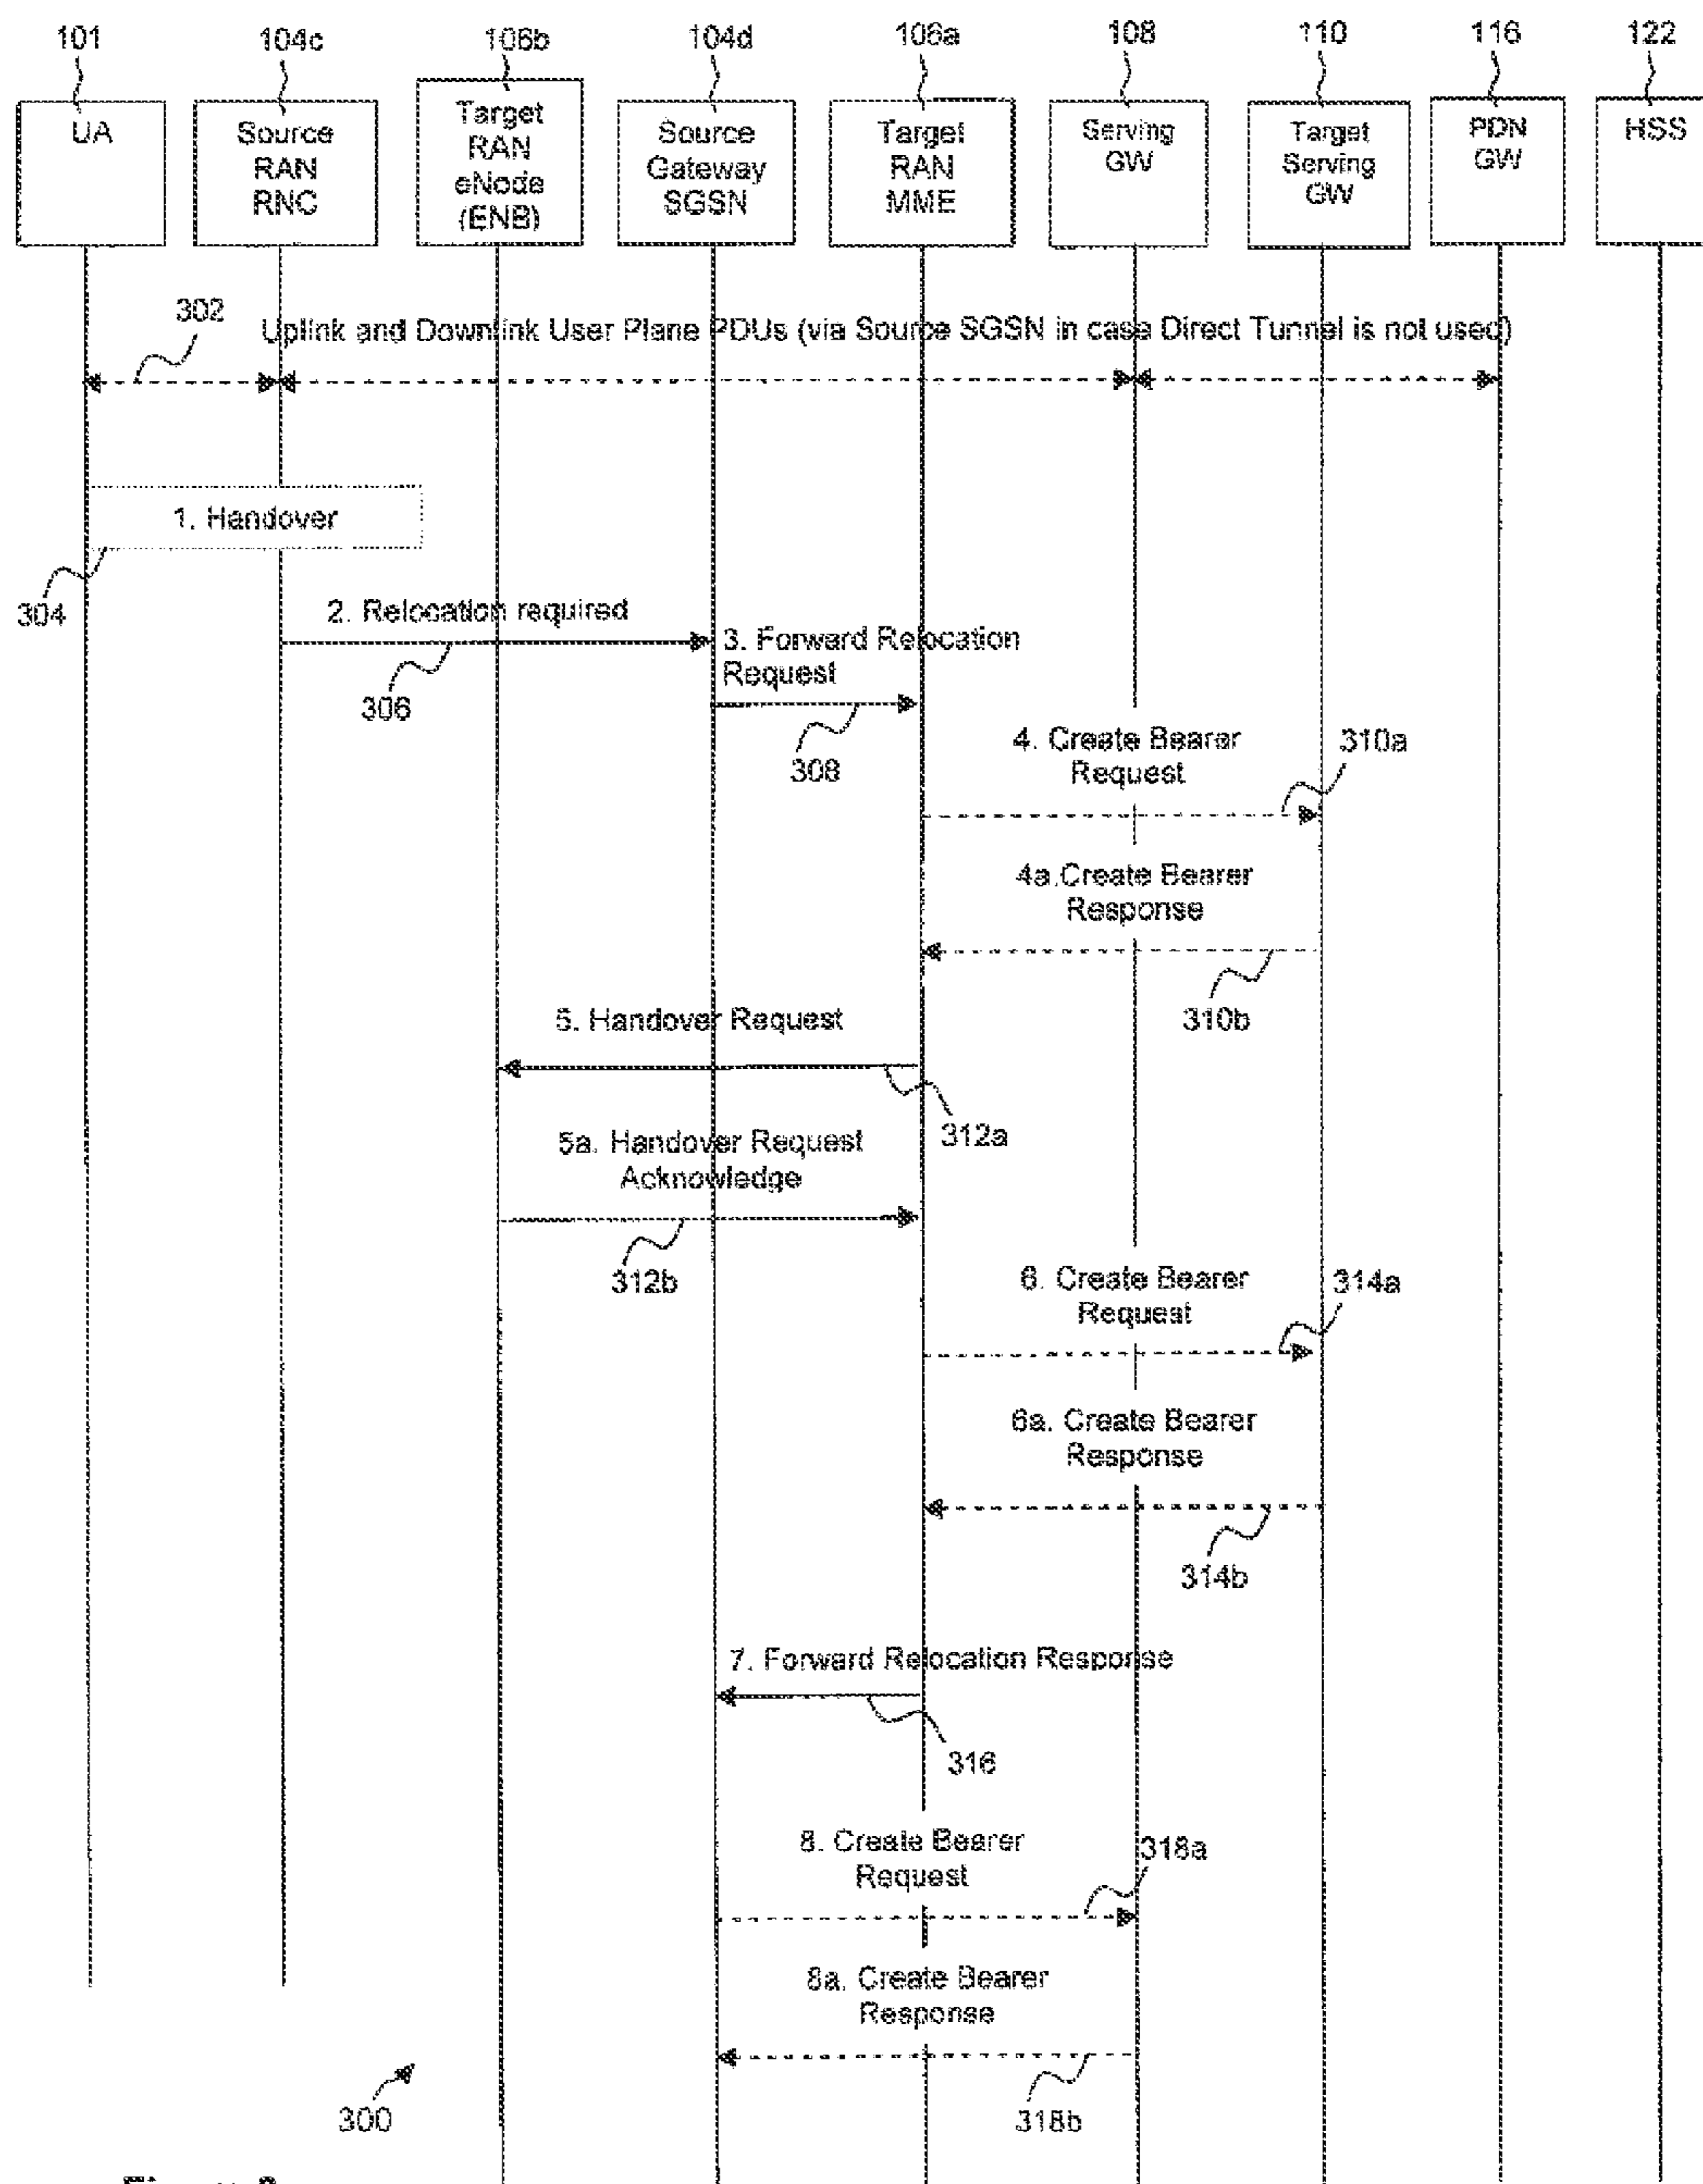 101
104c
106b
104d
106a
108
110
116
122
UA
Source
RAN
RNC
Target
RAN
eNode
(ENB)
Source
Gateway
SGSN
Target
RAN
MME
Serving
GW
Target
Serving
GW
PDN
GW
HSS
302
Uplink and Downlink User Plane PDUs (via Source SGSN in case Direct Tunnel is not used)
1. Handover
304
2. Relocation required
306
3. Forward Relocation
Request
308
4. Create Bearer
Request
310a
4a.Create Bearer
Response
310b
5. Handover Request
312a
5a. Handover Request
Acknowledge
312b
6. Create Bearer
Request
314a
6a. Create Bearer
Response
314b
7. Forward Relocation Response
316
8. Create Bearer
Request
318a
8a. Create Bearer
Response
318b
300